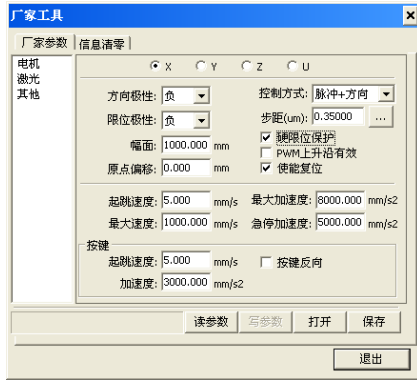 厂家工具
厂家参数 信息清零
电机
激光
其他
X Y Z U
方向极性: 负 控制方式: 脉冲+方向
限位极性: 负 步距(um): 0.35000 ...
幅面: 1000.000 mm 硬限位保护
PWM上升沿有效
原点偏移: 0.000 mm 使能复位
起跳速度: 5.000 mm/s 最大加速度: 8000.000 mm/s2
最大速度: 1000.000 mm/s 急停加速度: 5000.000 mm/s2
按键
起跳速度: 5.000 mm/s 按键反向
加速度: 3000.000 mm/s2
读参数 写参数 打开 保存
退出